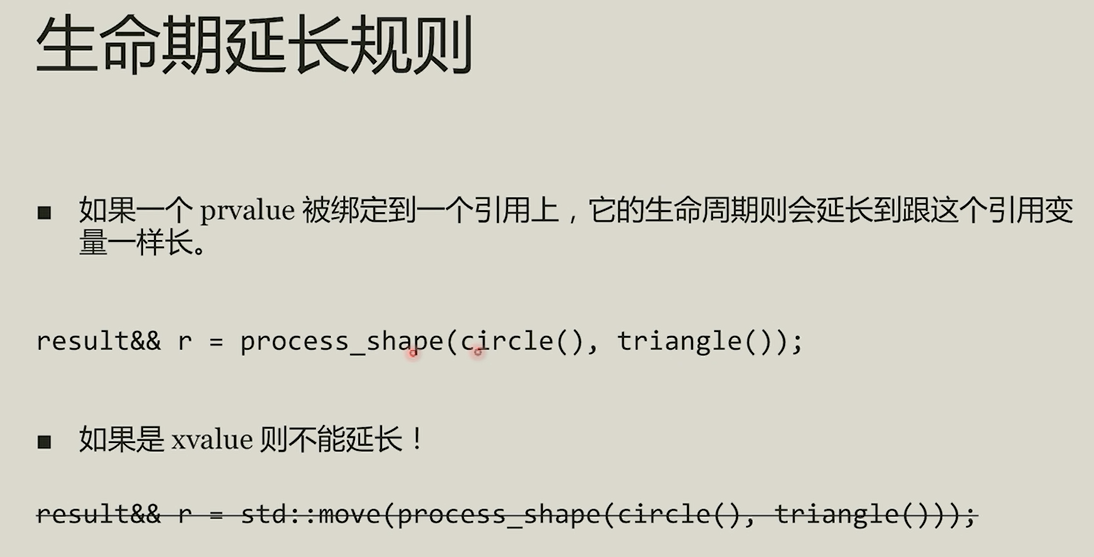 生命期延长规则
■ 如果一个 prvalue 被绑定到一个引用上，它的生命周期则会延长到跟这个引用变
量一样长。
result&& r = process_shape(circle(), triangle());
■ 如果是 xvalue 则不能延长！
result&& r = std::move(process_shape(circle(), triangle()));